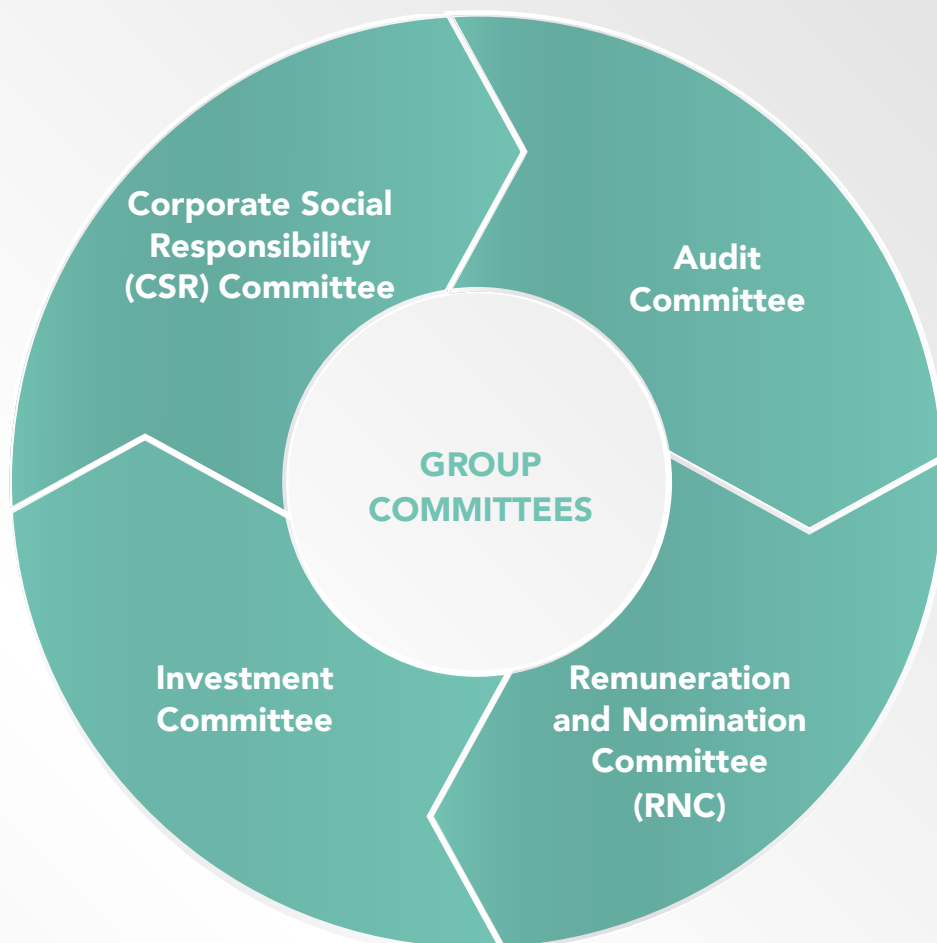 Corporate Social
Responsibility
(CSR) Committee
Audit
Committee
GROUP
COMMITTEES
Investment
Committee
Remuneration
and Nomination
Committee
(RNC)